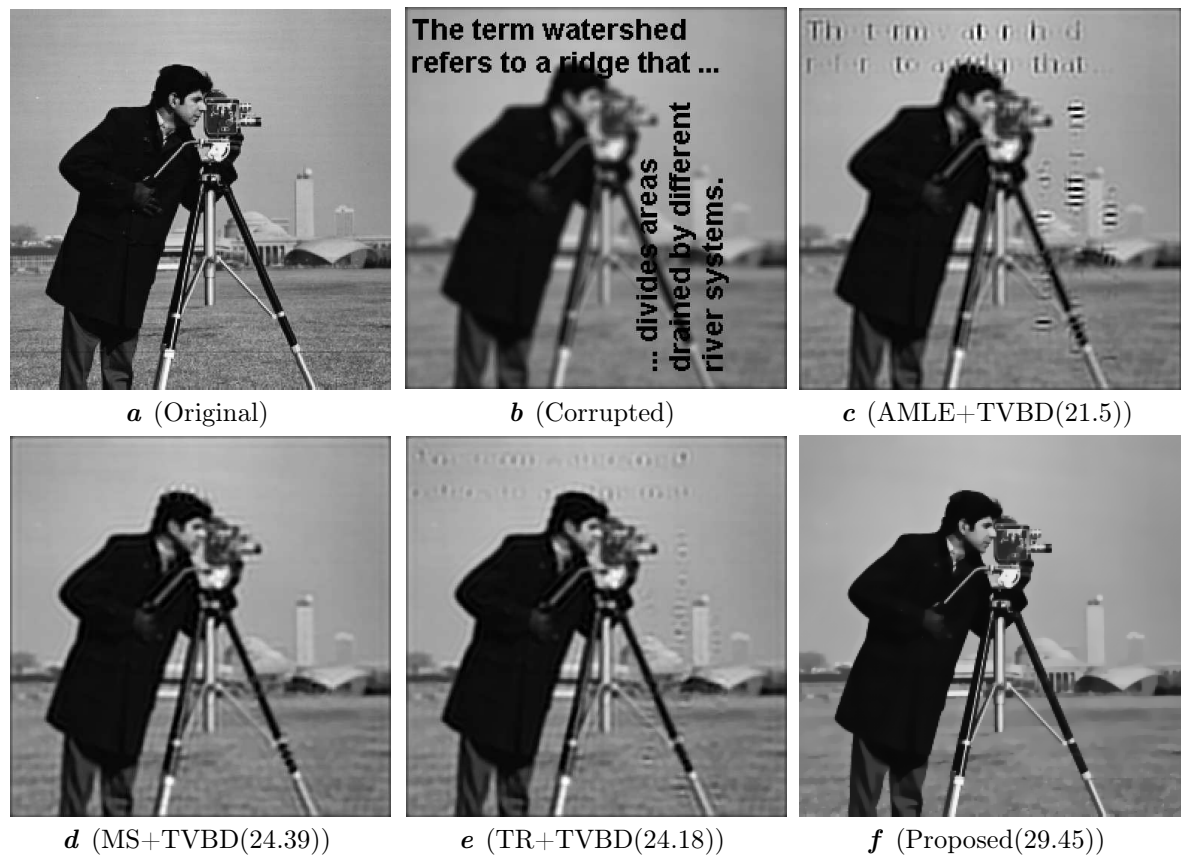 The term watershed
refers to a ridge that ...
... divides areas
drained by different
river systems.
a (Original)
b (Corrupted)
c (AMLE+TVBD(21.5))
d (MS+TVBD(24.39))
e (TR+TVBD(24.18))
f (Proposed(29.45))